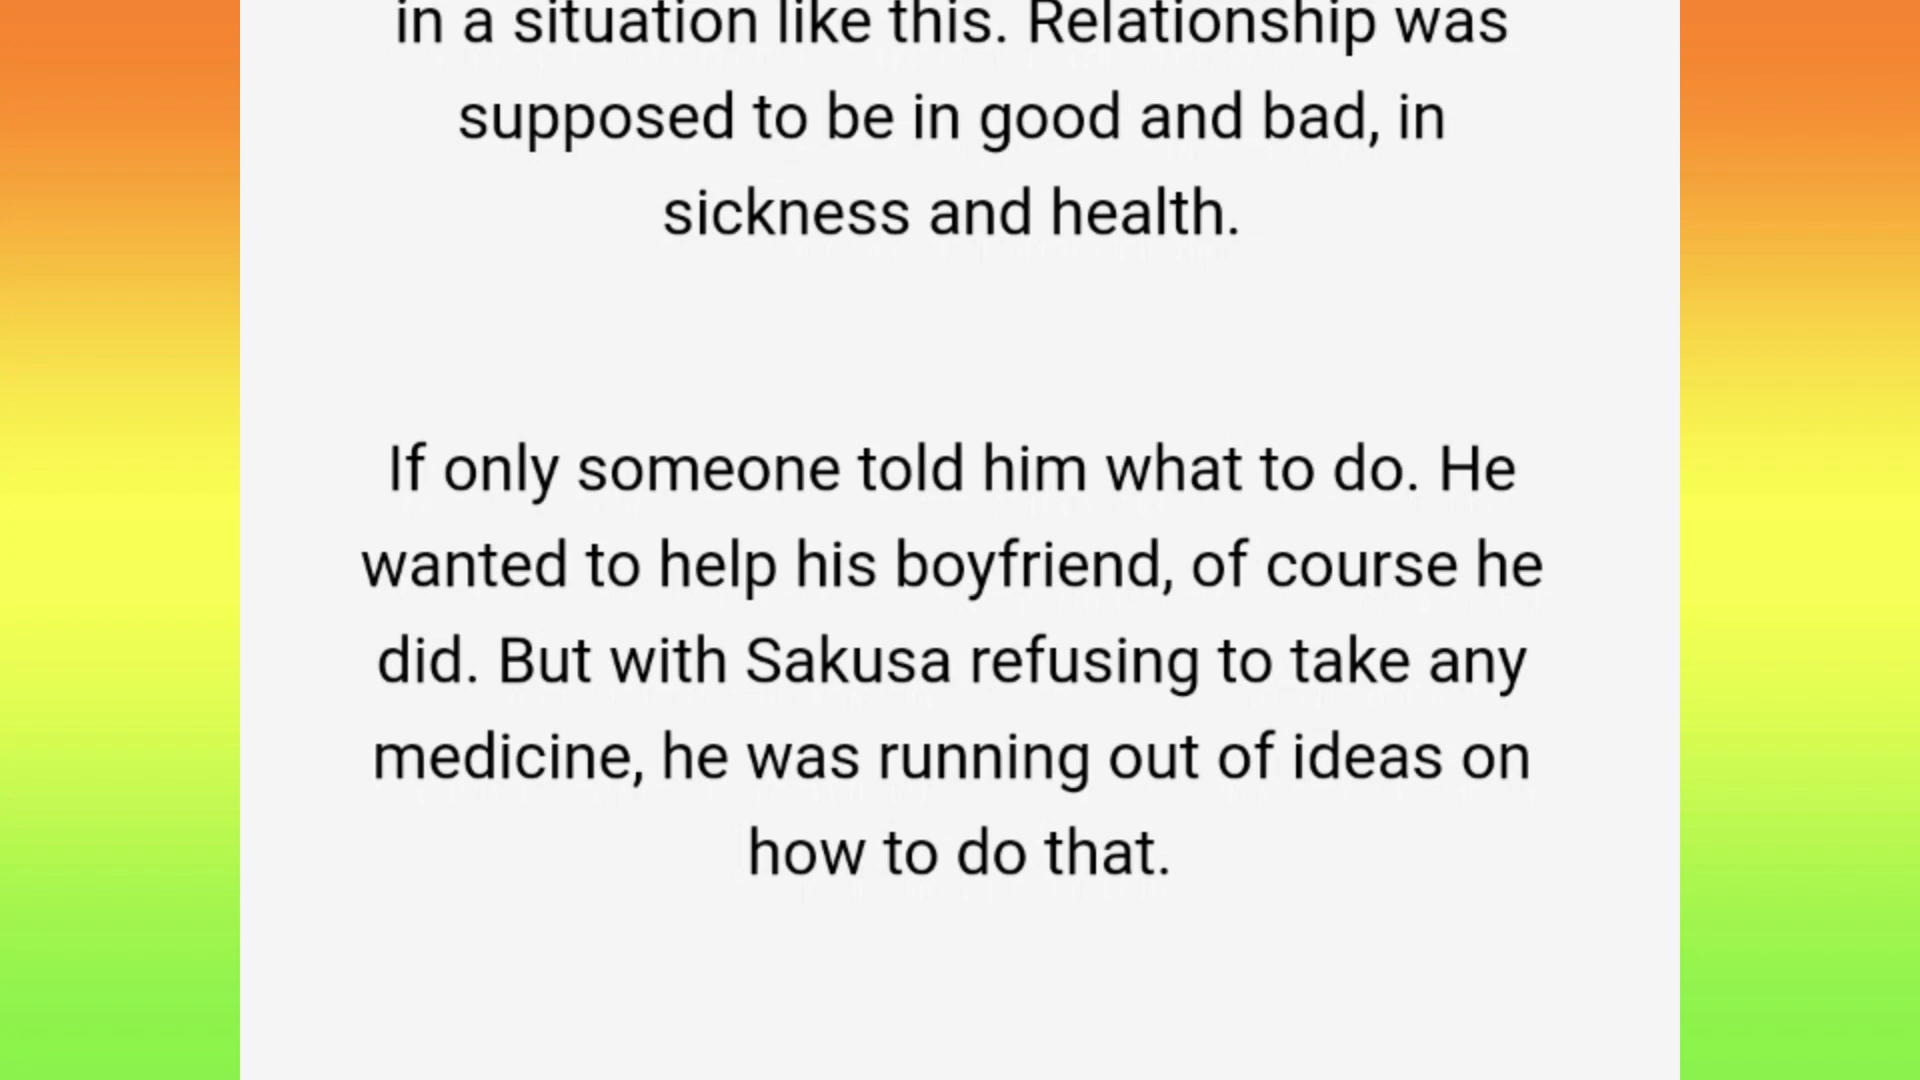 in a situation like this. Relationship was
supposed to be in good and bad, in
sickness and health.
If only someone told him what to do. He
wanted to help his boyfriend, of course he
did. But with Sakusa refusing to take any
medicine, he was running out of ideas on
how to do that.